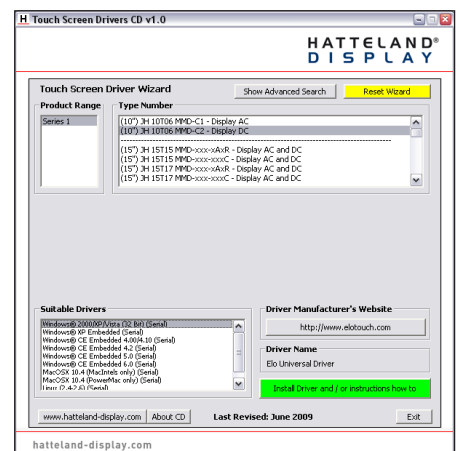 H Touch Screen Drivers CD v1.0
HATTELAND®
DISPLAY
Touch Screen Driver Wizard
Show Advanced Search
Reset Wizard
Product Range
Type Number
Series 1
(10") JH 10T06 MMD-C1 - Display AC
(10") JH 10T06 MMD-C2 - Display DC
(15") JH 15T15 MMD-xxx-xAxR - Display AC and DC
(15") JH 15T15 MMD-xxx-xxxC - Display AC and DC
(15") JH 15T17 MMD-xxx-xAxR - Display AC and DC
(15") JH 15T17 MMD-xxx-xxxC - Display AC and DC
Suitable Drivers
Windows® 2000/XP/Vista (32 Bit) (Serial)
Windows® XP Embedded (Serial)
Windows® CE Embedded 4.00/4.10 (Serial)
Windows® CE Embedded 4.2 (Serial)
Windows® CE Embedded 5.0 (Serial)
Windows® CE Embedded 6.0 (Serial)
MacOSX 10.4 (MacIntels only) (Serial)
MacOSX 10.4 (PowerMac only) (Serial)
Linux (2.4-2.6) (Serial)
Driver Manufacturer's Website
http://www.elotouch.com
Driver Name
Elo Universal Driver
Install Driver and / or instructions how to
www.hatteland-display.com
About CD
Last Revised: June 2009
Exit
hatteland-display.com